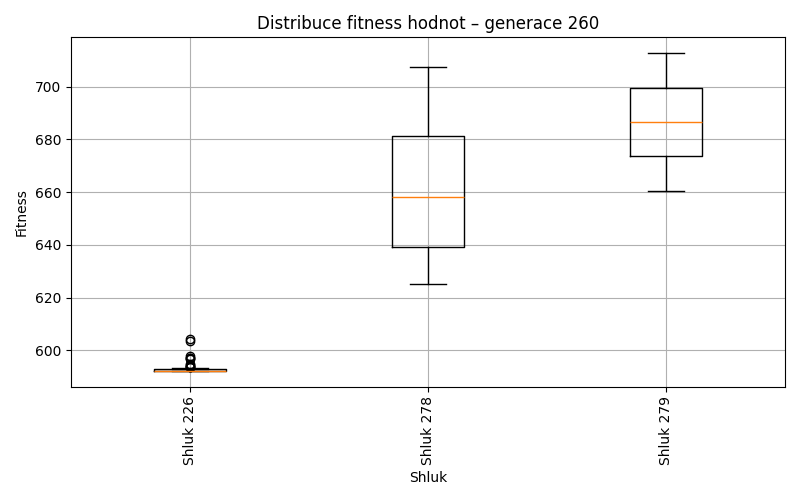 Distribuce fitness hodnot – generace 260
Fitness
700
680
660
640
620
600
Shluk 226
Shluk 278
Shluk 279
Shluk